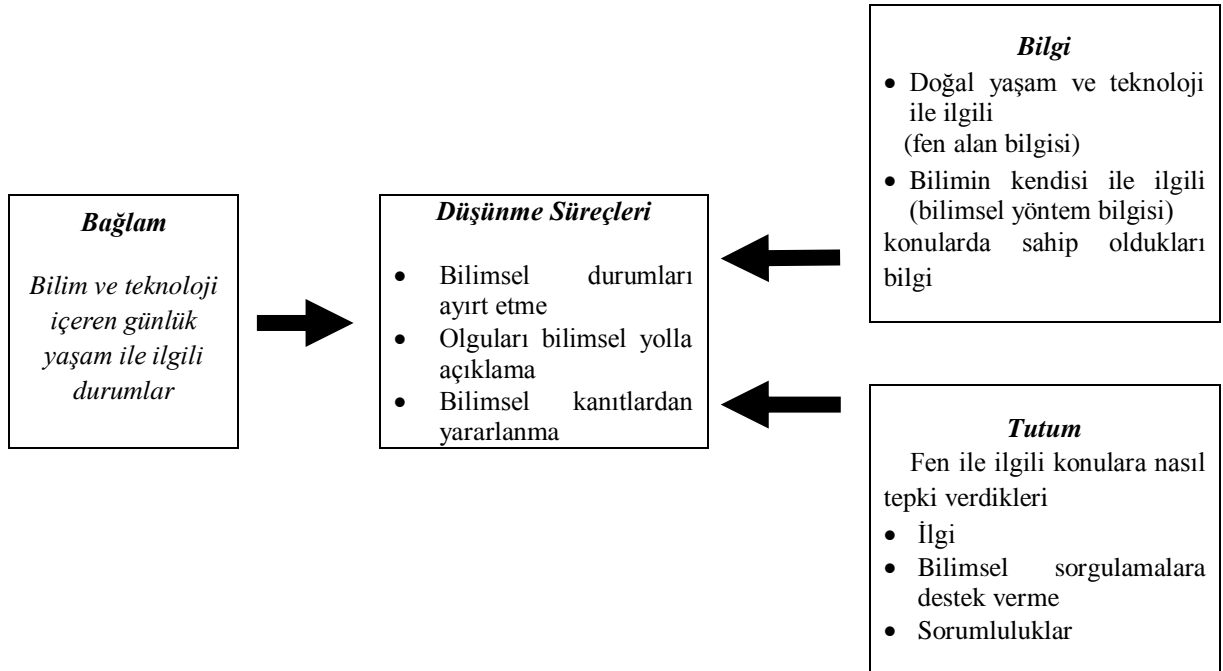 Bağlam
Bilim ve teknoloji
içeren günlük
yaşam ile ilgili
durumlar
Düşünme Süreçleri
• Bilimsel durumları
ayırt etme
• Olguları bilimsel yolla
açıklama
• Bilimsel kanıtlardan
yararlanma
Bilgi
• Doğal yaşam ve teknoloji
ile ilgili
(fen alan bilgisi)
• Bilimin kendisi ile ilgili
(bilimsel yöntem bilgisi)
konularda sahip oldukları
bilgi
Tutum
Fen ile ilgili konulara nasıl
tepki verdikleri
• İlgi
• Bilimsel sorgulamalara
destek verme
• Sorumluluklar